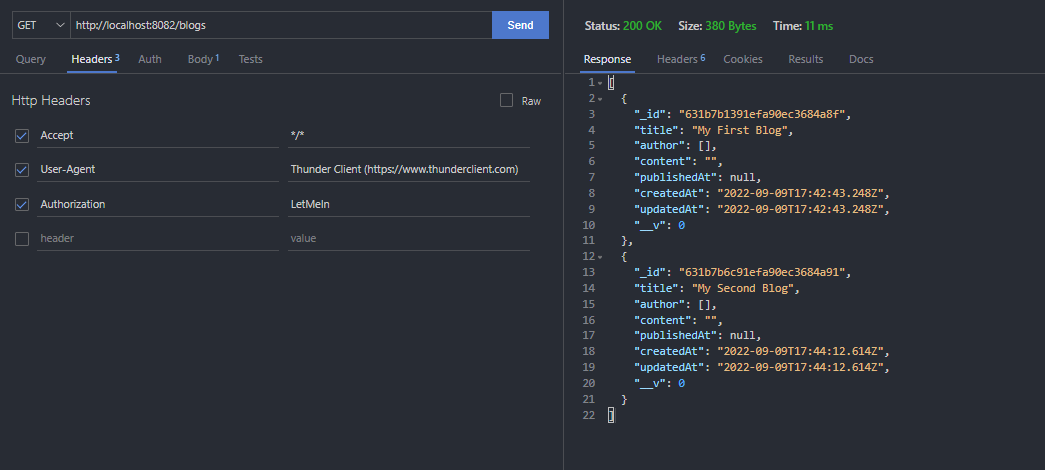 GET http://localhost:8082/blogs Send
Query Headers 3 Auth Body 1 Tests
Http Headers Raw
Accept */*
User-Agent Thunder Client (https://www.thunderclient.com)
Authorization LetMeIn
header value
Status: 200 OK Size: 380 Bytes Time: 11 ms
Response Headers 6 Cookies Results Docs
1 [
2 {
3 "_id": "631b7b1391efa90ec3684a8f",
4 "title": "My First Blog",
5 "author": [],
6 "content": "",
7 "publishedAt": null,
8 "createdAt": "2022-09-09T17:42:43.248Z",
9 "updatedAt": "2022-09-09T17:42:43.248Z",
10 "__v": 0
11 },
12 {
13 "_id": "631b7b6c91efa90ec3684a91",
14 "title": "My Second Blog",
15 "author": [],
16 "content": "",
17 "publishedAt": null,
18 "createdAt": "2022-09-09T17:44:12.614Z",
19 "updatedAt": "2022-09-09T17:44:12.614Z",
20 "__v": 0
21 }
22 ]